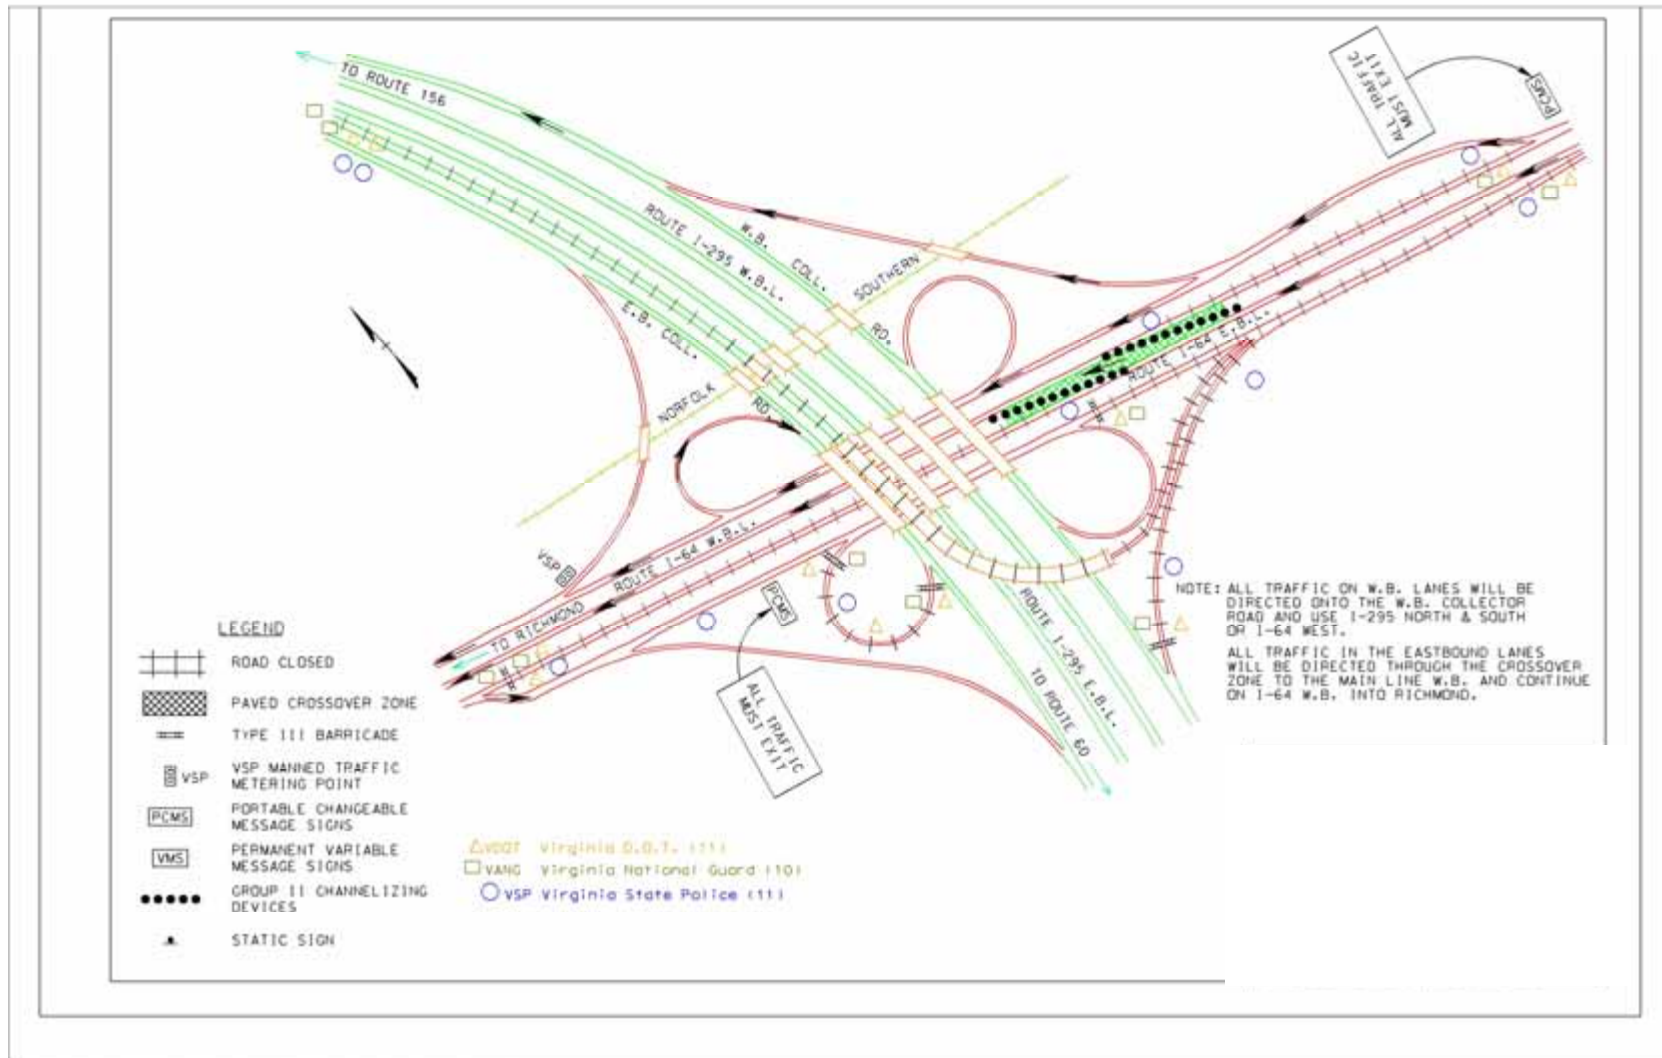 TO ROUTE 156
ALL TRAFFIC
MUST EXIT
PCMS
W.B. COLL. RD.
ROUTE I-295 W.B.L.
E.B. COLL. RD.
NORFOLK SOUTHERN
ROUTE I-64 E.B.L.
VSP
ROUTE I-64 W.B.L.
TO RICHMOND
PCMS
ALL TRAFFIC
MUST EXIT
ROUTE I-295 E.B.L.
TO ROUTE 60
NOTE: ALL TRAFFIC ON W.B. LANES WILL BE
DIRECTED ONTO THE W.B. COLLECTOR
ROAD AND USE I-295 NORTH & SOUTH
OR I-64 WEST.
ALL TRAFFIC IN THE EASTBOUND LANES
WILL BE DIRECTED THROUGH THE CROSSOVER
ZONE TO THE MAIN LINE W.B. AND CONTINUE
ON I-64 W.B. INTO RICHMOND.
LEGEND
ROAD CLOSED
PAVED CROSSOVER ZONE
TYPE III BARRICADE
VSP VSP MANNED TRAFFIC
METERING POINT
PCMS PORTABLE CHANGEABLE
MESSAGE SIGNS
VMS PERMANENT VARIABLE
MESSAGE SIGNS
GROUP II CHANNELIZING
DEVICES
STATIC SIGN
VDOT Virginia D.O.T. (11)
VANG Virginia National Guard (10)
VSP Virginia State Police (11)